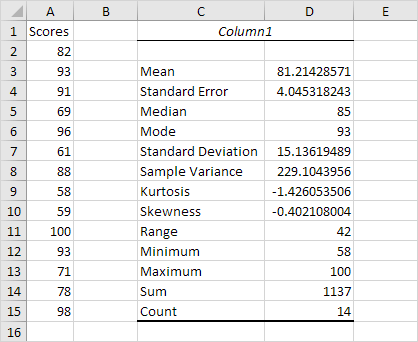 A B C D E
1 Scores Column1
2 82
3 93 Mean 81.21428571
4 91 Standard Error 4.045318243
5 69 Median 85
6 96 Mode 93
7 61 Standard Deviation 15.13619489
8 88 Sample Variance 229.1043956
9 58 Kurtosis -1.426053506
10 59 Skewness -0.402108004
11 100 Range 42
12 93 Minimum 58
13 71 Maximum 100
14 78 Sum 1137
15 98 Count 14
16